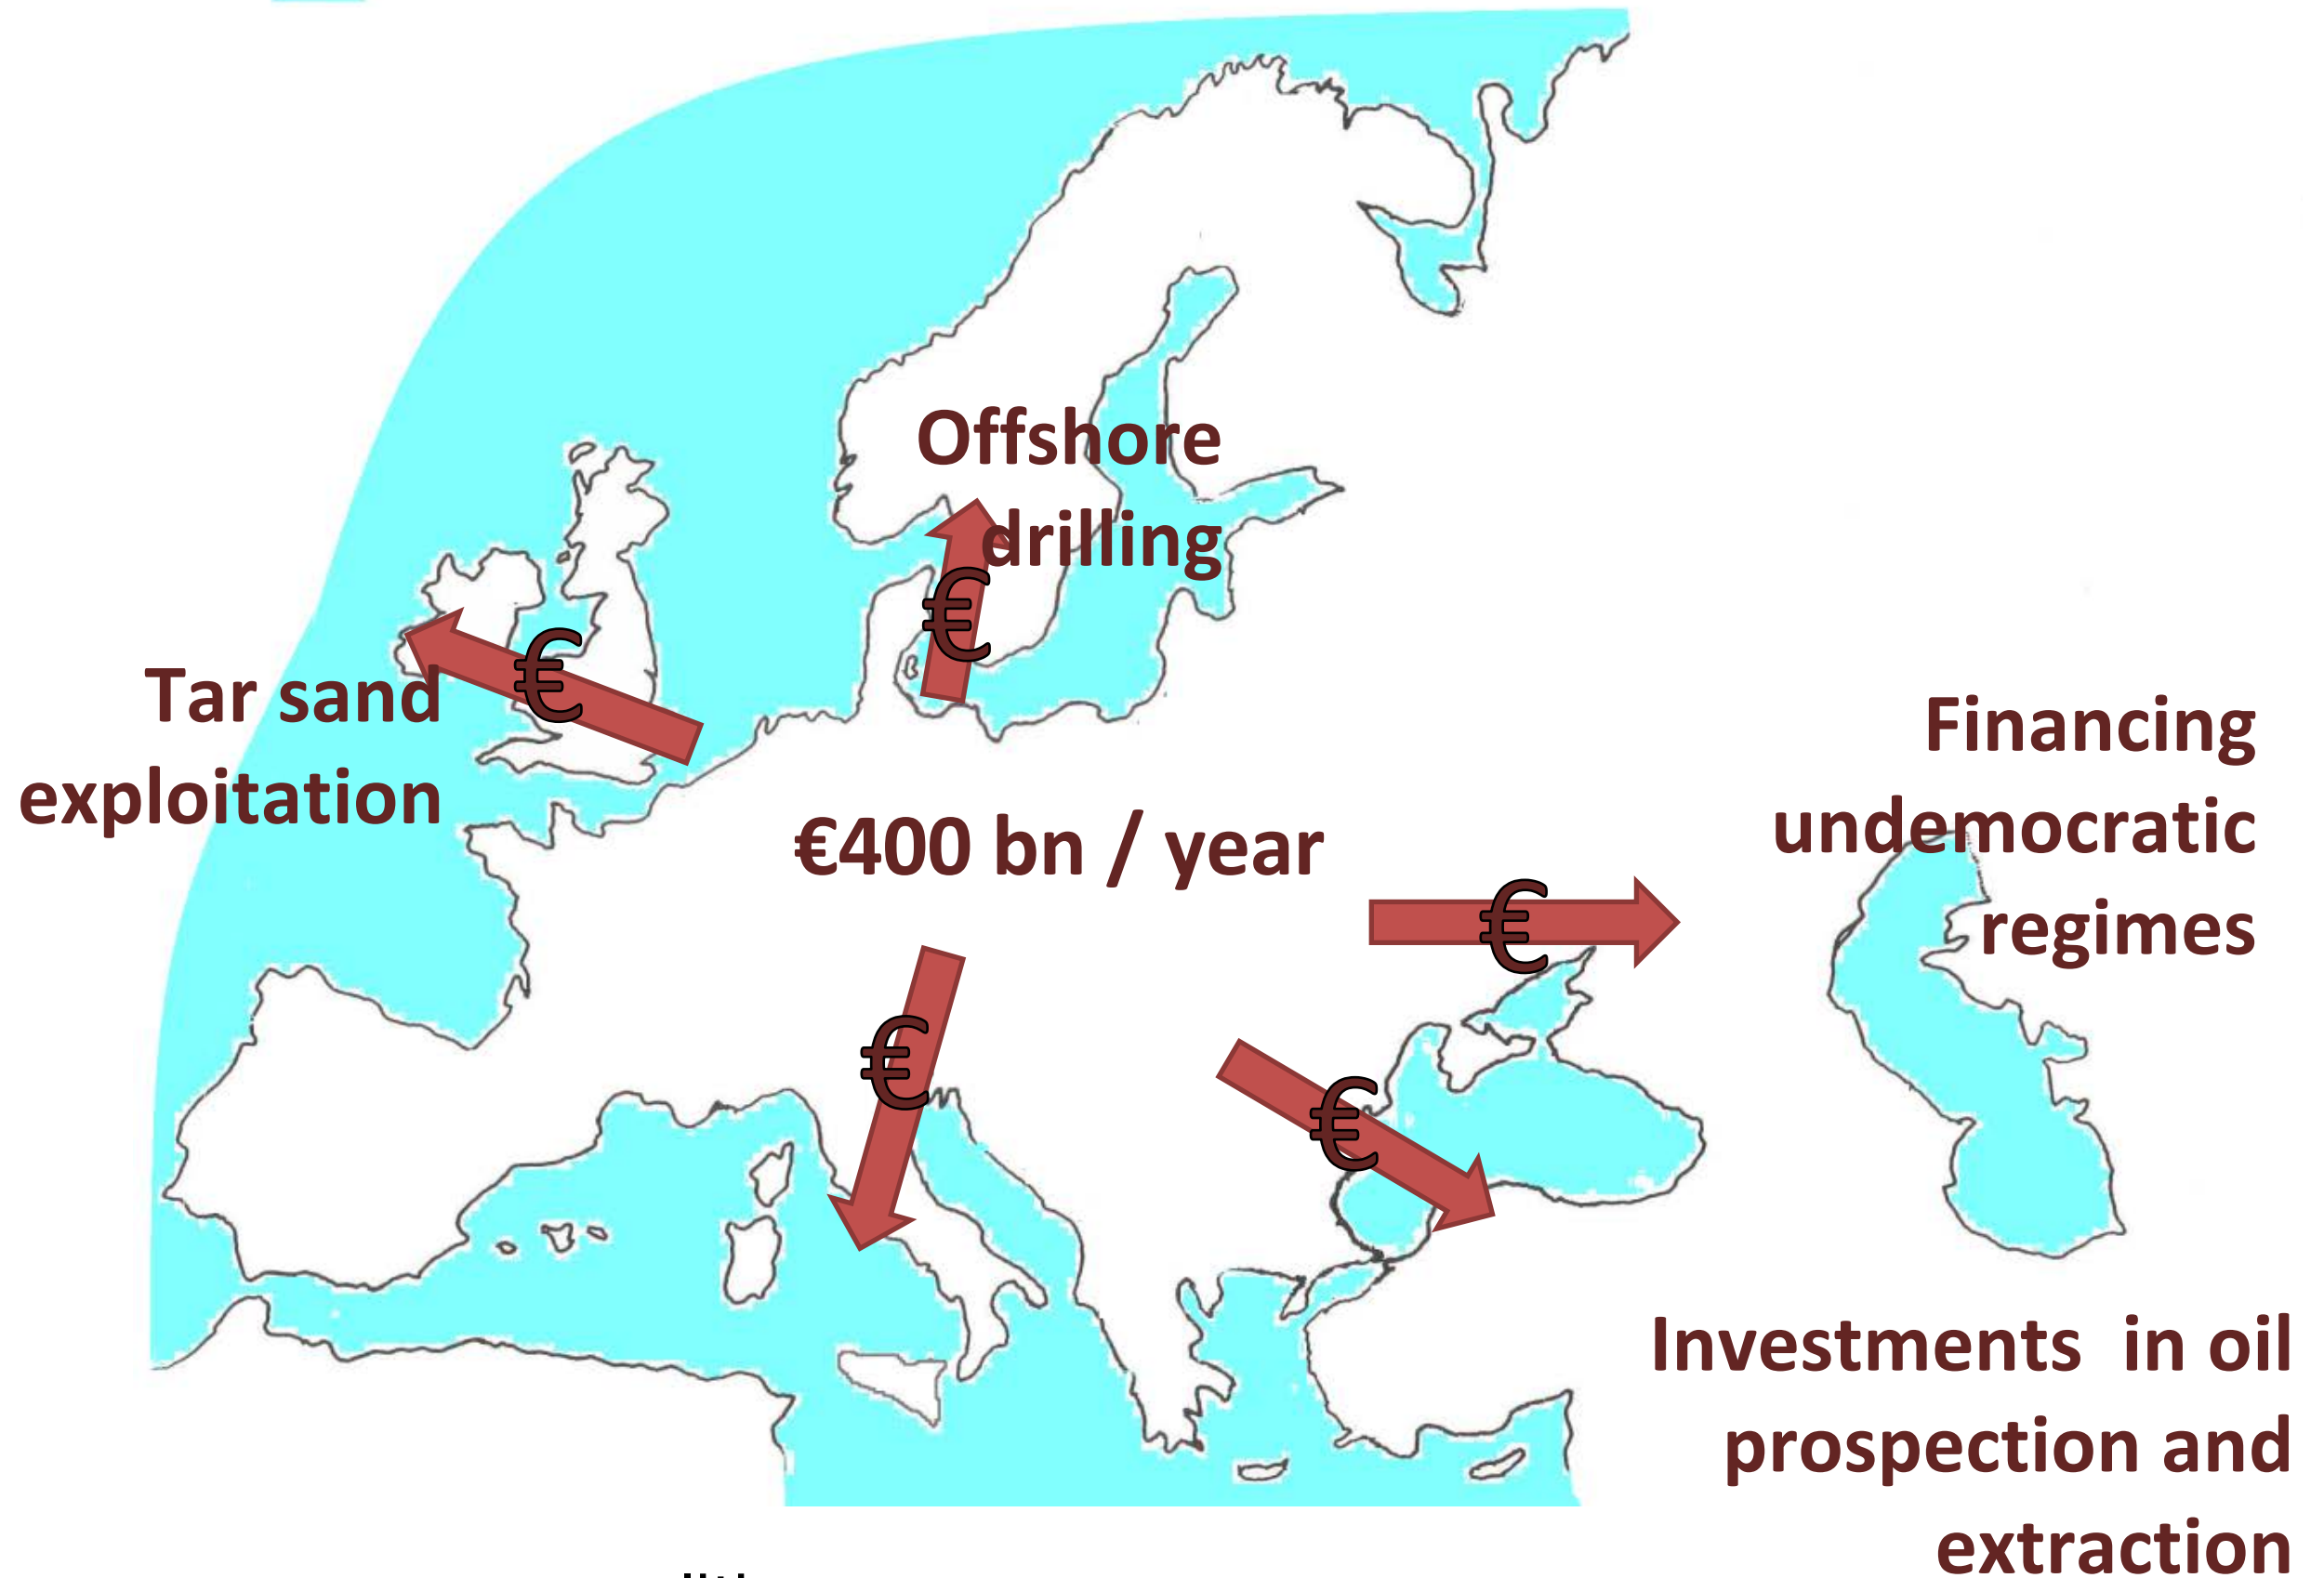 Offshore
drilling
€
€
Tar sand
exploitation
€400 bn / year
Financing
undemocratic
regimes
€
€
€
Investments in oil
prospection and
extraction